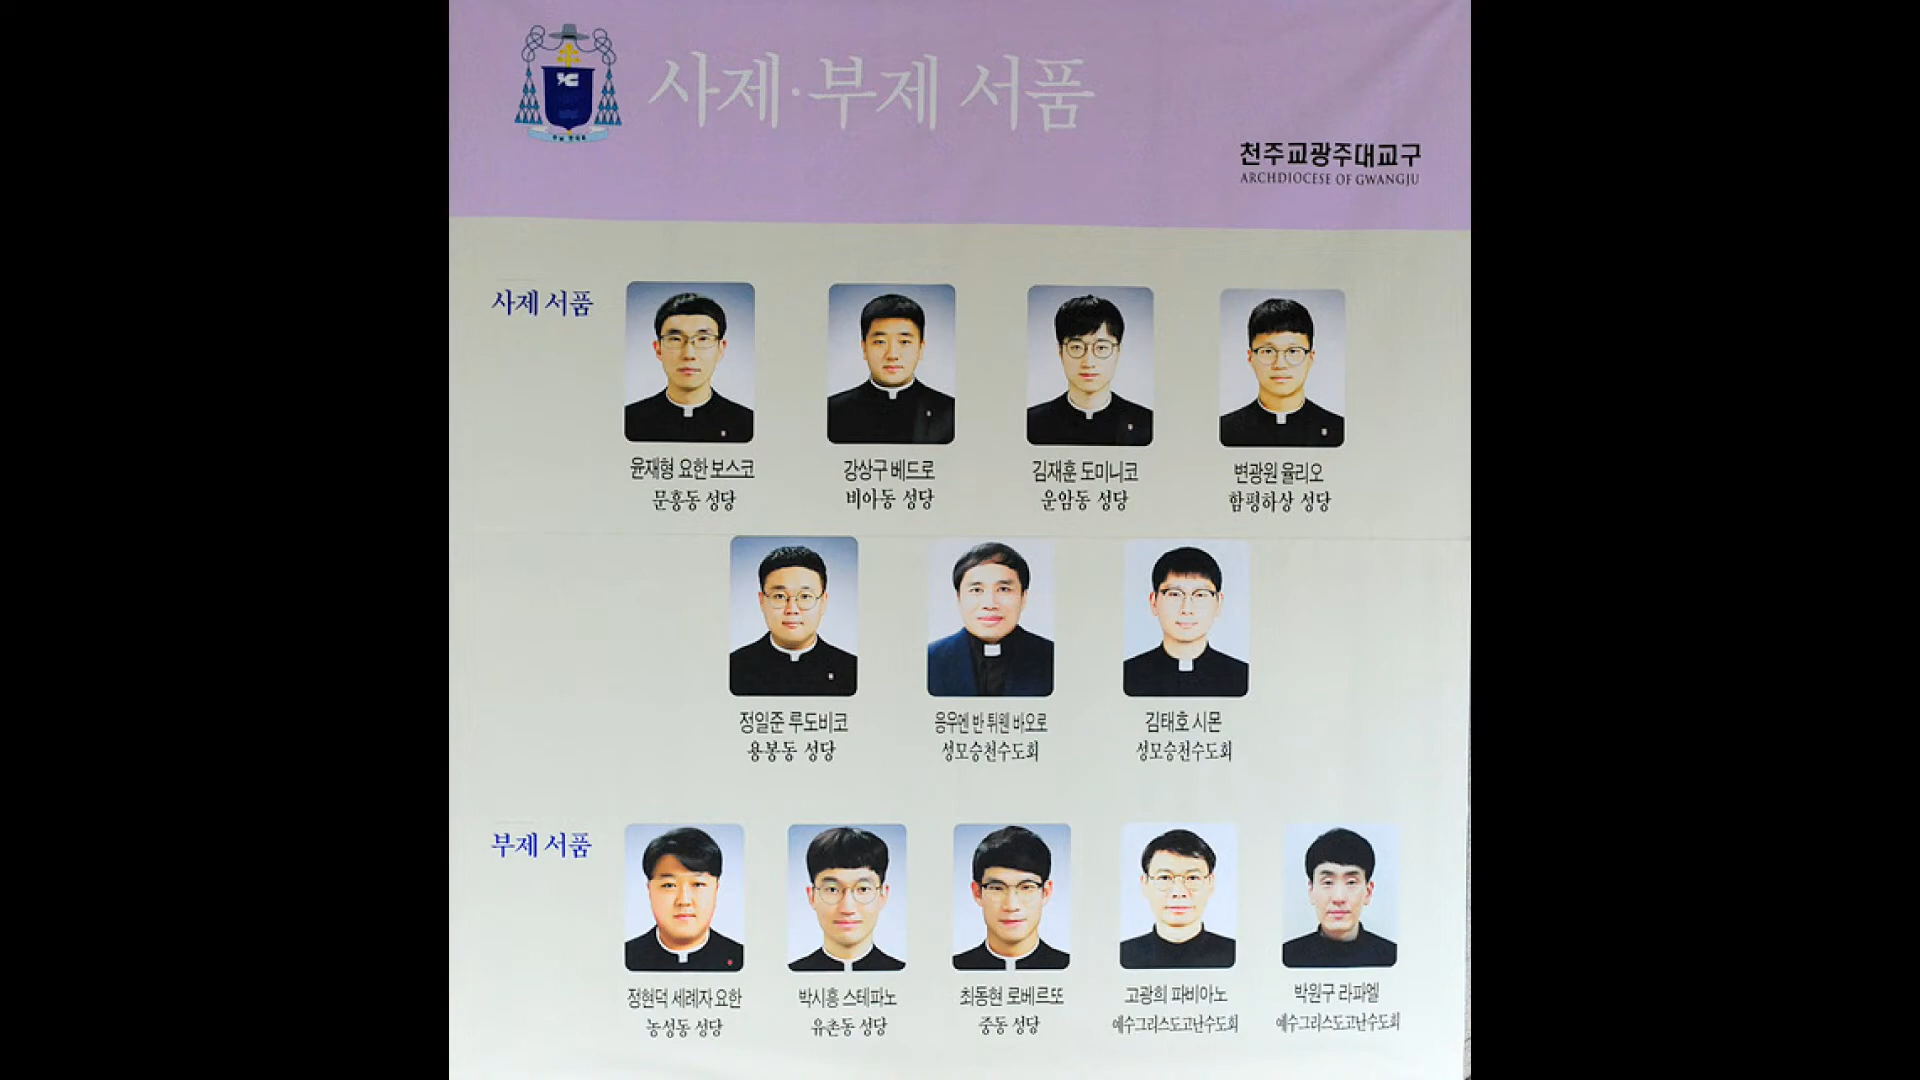 사제·부제 서품
천주교광주대교구
ARCHDIOCESE OF GWANGJU
사제 서품
윤재형 요한 보스코
문흥동 성당
강상구 베드로
비아동 성당
김재훈 도미니코
운암동 성당
변광원 율리오
함평하상 성당
정일준 루도비코
용봉동 성당
응우옌 반 튀원 바오로
성모승천수도회
김태호 시몬
성모승천수도회
부제 서품
정현덕 세례자 요한
농성동 성당
박시흥 스테파노
유촌동 성당
최동현 로베르또
중동 성당
고광희 파비아노
예수그리스도고난수도회
박원구 라파엘
예수그리스도고난수도회